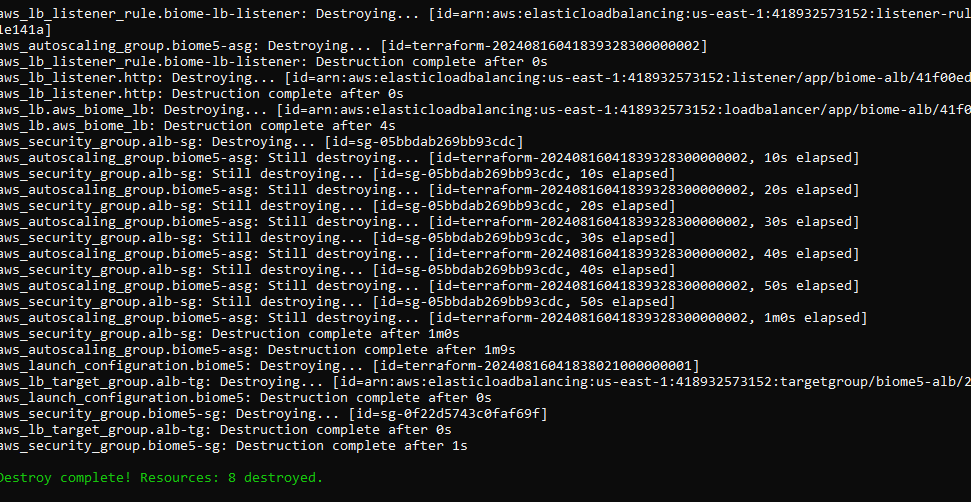 aws_lb_listener_rule.biome-lb-listener: Destroying... [id=arn:aws:elasticloadbalancing:us-east-1:418932573152:listener-rul
1e141a]
aws_autoscaling_group.biome5-asg: Destroying... [id=terraform-20240816041839328300000002]
aws_lb_listener_rule.biome-lb-listener: Destruction complete after 0s
aws_lb_listener.http: Destroying... [id=arn:aws:elasticloadbalancing:us-east-1:418932573152:listener/app/biome-alb/41f00ed
aws_lb_listener.http: Destruction complete after 0s
aws_lb.aws_biome_lb: Destroying... [id=arn:aws:elasticloadbalancing:us-east-1:418932573152:loadbalancer/app/biome-alb/41f0
aws_lb.aws_biome_lb: Destruction complete after 4s
aws_security_group.alb-sg: Destroying... [id=sg-05bbdab269bb93cdc]
aws_autoscaling_group.biome5-asg: Still destroying... [id=terraform-20240816041839328300000002, 10s elapsed]
aws_security_group.alb-sg: Still destroying... [id=sg-05bbdab269bb93cdc, 10s elapsed]
aws_autoscaling_group.biome5-asg: Still destroying... [id=terraform-20240816041839328300000002, 20s elapsed]
aws_security_group.alb-sg: Still destroying... [id=sg-05bbdab269bb93cdc, 20s elapsed]
aws_autoscaling_group.biome5-asg: Still destroying... [id=terraform-20240816041839328300000002, 30s elapsed]
aws_security_group.alb-sg: Still destroying... [id=sg-05bbdab269bb93cdc, 30s elapsed]
aws_autoscaling_group.biome5-asg: Still destroying... [id=terraform-20240816041839328300000002, 40s elapsed]
aws_security_group.alb-sg: Still destroying... [id=sg-05bbdab269bb93cdc, 40s elapsed]
aws_autoscaling_group.biome5-asg: Still destroying... [id=terraform-20240816041839328300000002, 50s elapsed]
aws_security_group.alb-sg: Still destroying... [id=sg-05bbdab269bb93cdc, 50s elapsed]
aws_autoscaling_group.biome5-asg: Still destroying... [id=terraform-20240816041839328300000002, 1m0s elapsed]
aws_security_group.alb-sg: Destruction complete after 1m0s
aws_autoscaling_group.biome5-asg: Destruction complete after 1m9s
aws_launch_configuration.biome5: Destroying... [id=terraform-20240816041838021000000001]
aws_lb_target_group.alb-tg: Destroying... [id=arn:aws:elasticloadbalancing:us-east-1:418932573152:targetgroup/biome5-alb/2
aws_launch_configuration.biome5: Destruction complete after 0s
aws_security_group.biome5-sg: Destroying... [id=sg-0f22d5743c0faf69f]
aws_lb_target_group.alb-tg: Destruction complete after 0s
aws_security_group.biome5-sg: Destruction complete after 1s
Destroy complete! Resources: 8 destroyed.